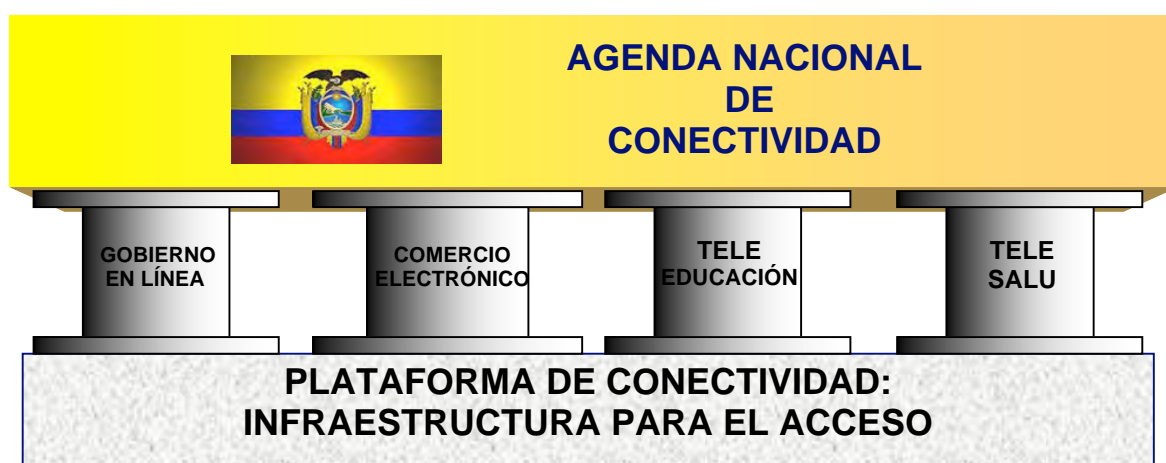 AGENDA NACIONAL
DE
CONECTIVIDAD
GOBIERNO
EN LÍNEA
COMERCIO
ELECTRÓNICO
TELE
EDUCACIÓN
TELE
SALU
PLATAFORMA DE CONECTIVIDAD:
INFRAESTRUCTURA PARA EL ACCESO